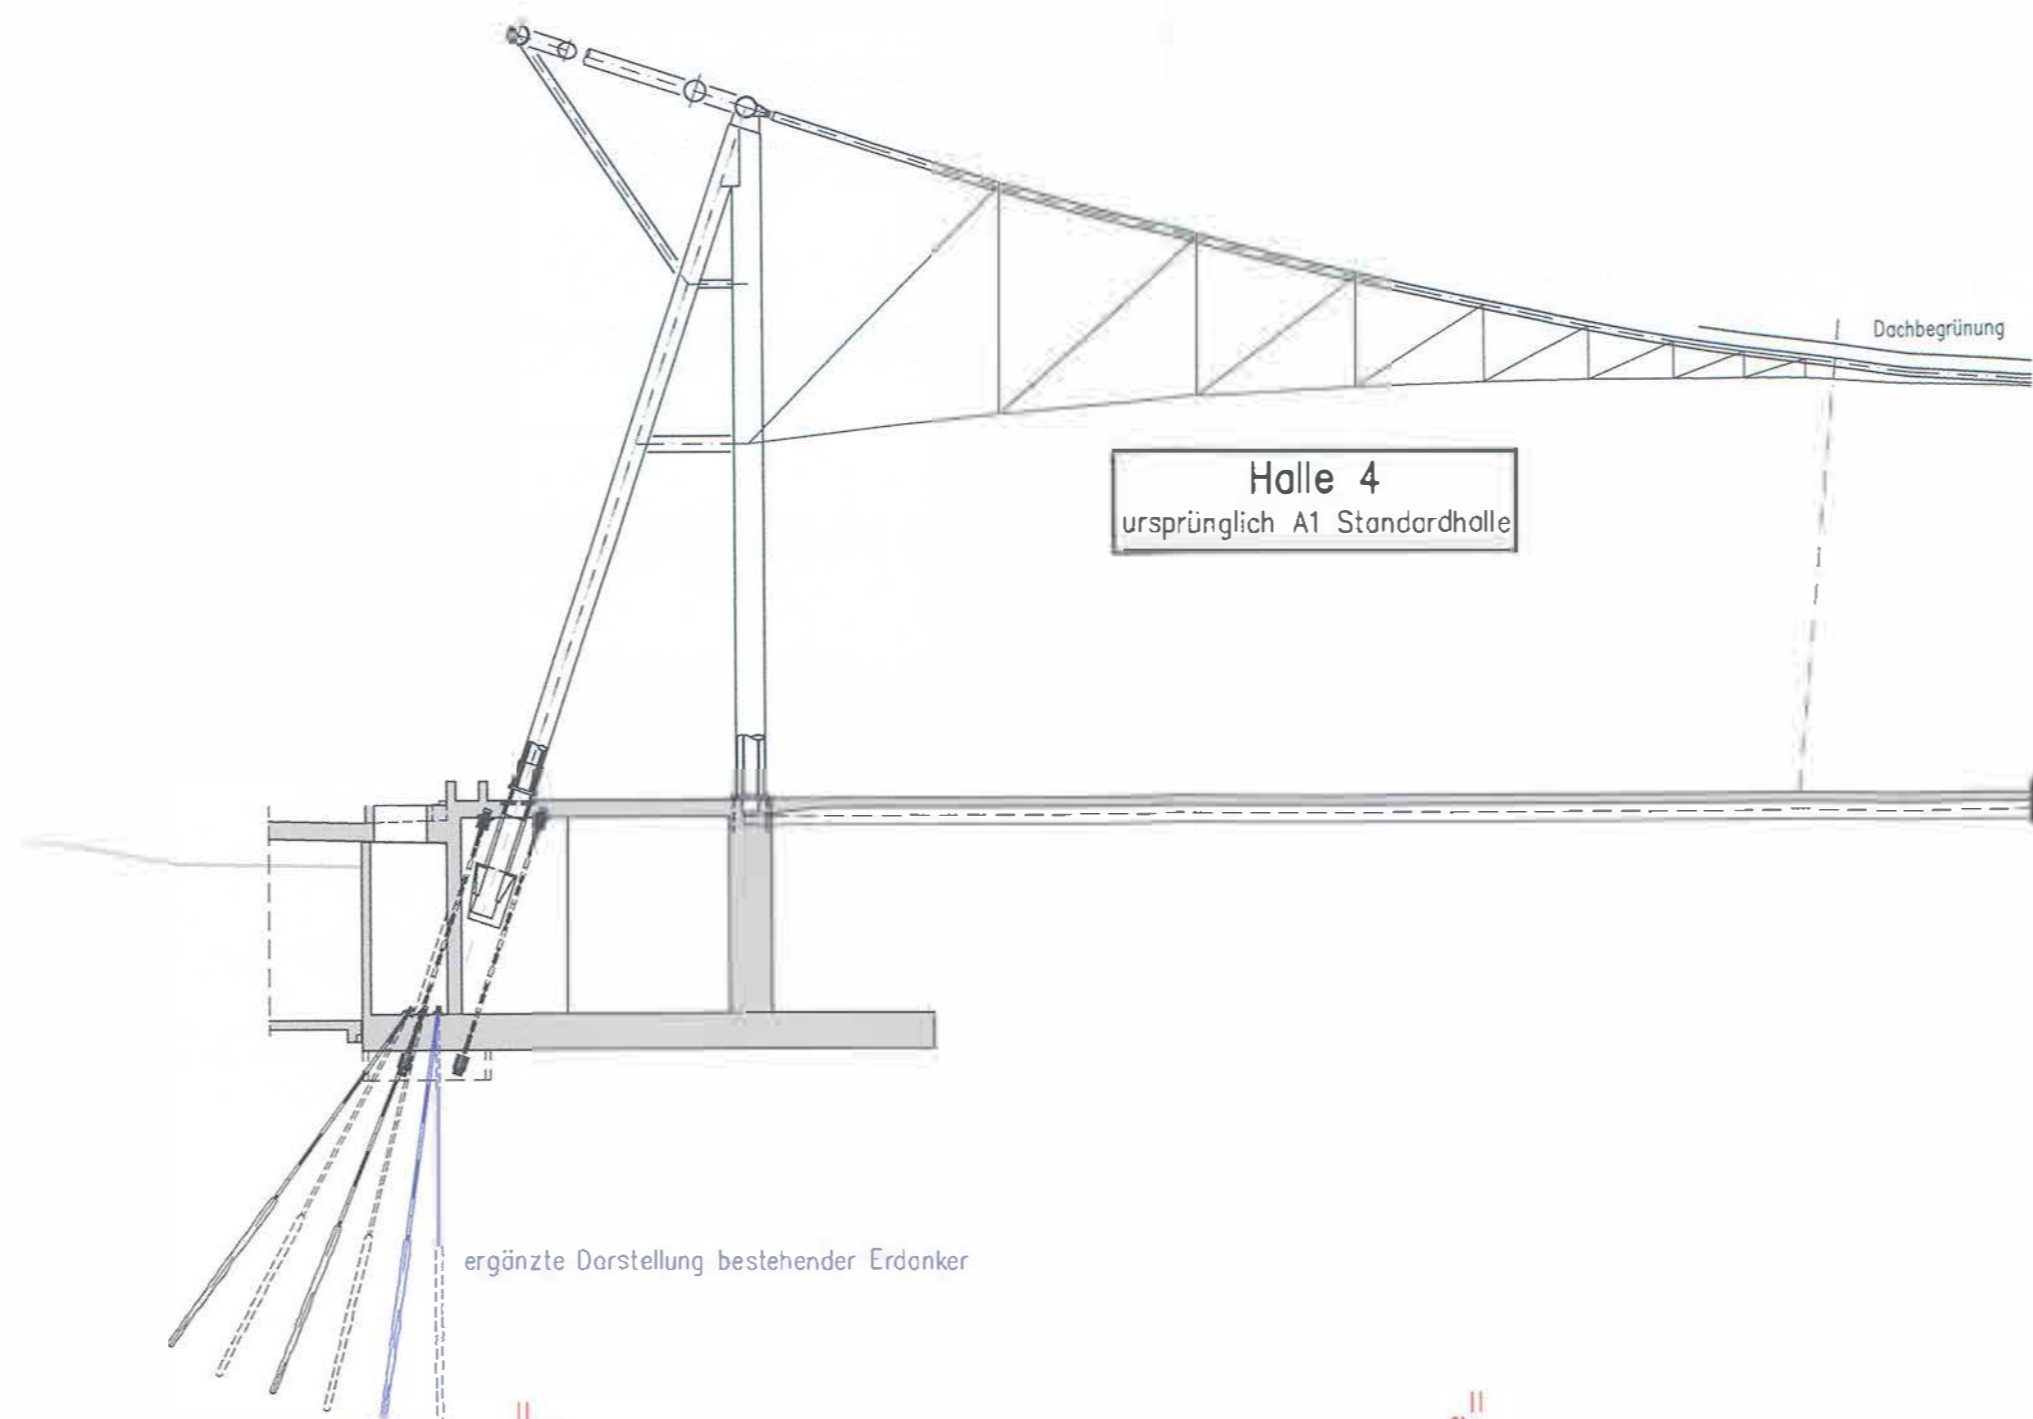 Dachbegrünung
Halle 4
ursprünglich A1 Standardhalle
ergänzte Darstellung bestehender Erdanker